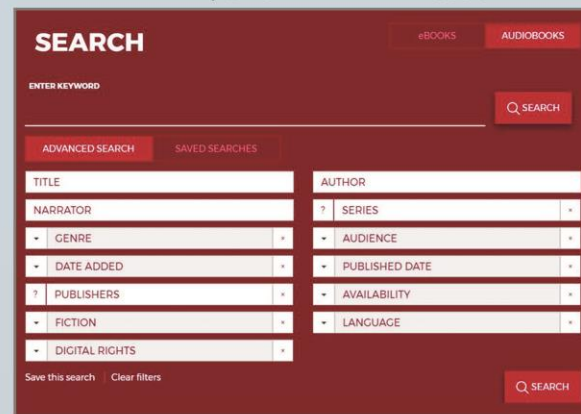 SEARCH
eBOOKS
AUDIOBOOKS
ENTER KEYWORD
SEARCH
ADVANCED SEARCH
SAVED SEARCHES
TITLE
AUTHOR
NARRATOR
? SERIES ×
GENRE ×
AUDIENCE ×
DATE ADDED ×
PUBLISHED DATE ×
? PUBLISHERS ×
AVAILABILITY ×
FICTION ×
LANGUAGE ×
DIGITAL RIGHTS ×
Save this search | Clear filters
SEARCH